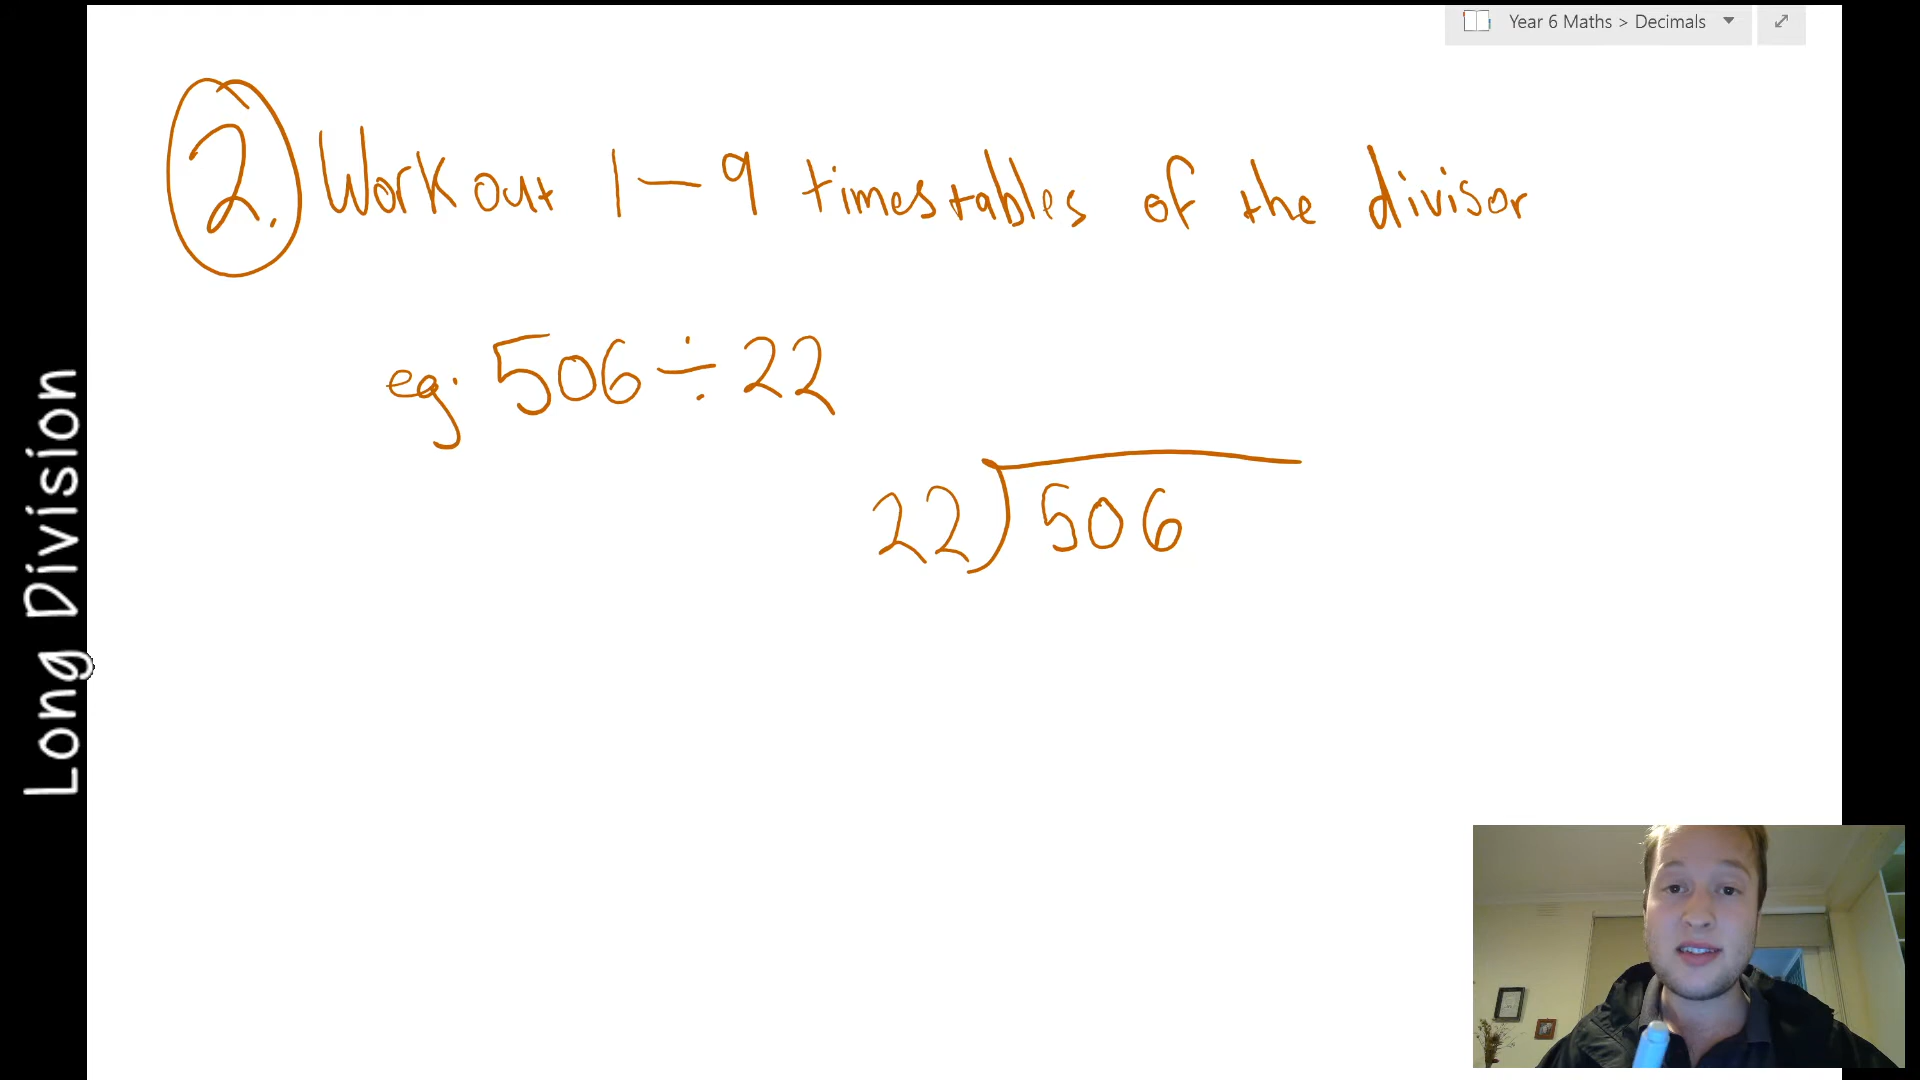 Year 6 Maths > Decimals
2. Work out 1-9 timestables of the divisor
eg. 506 ÷ 22
22)506
Long Division